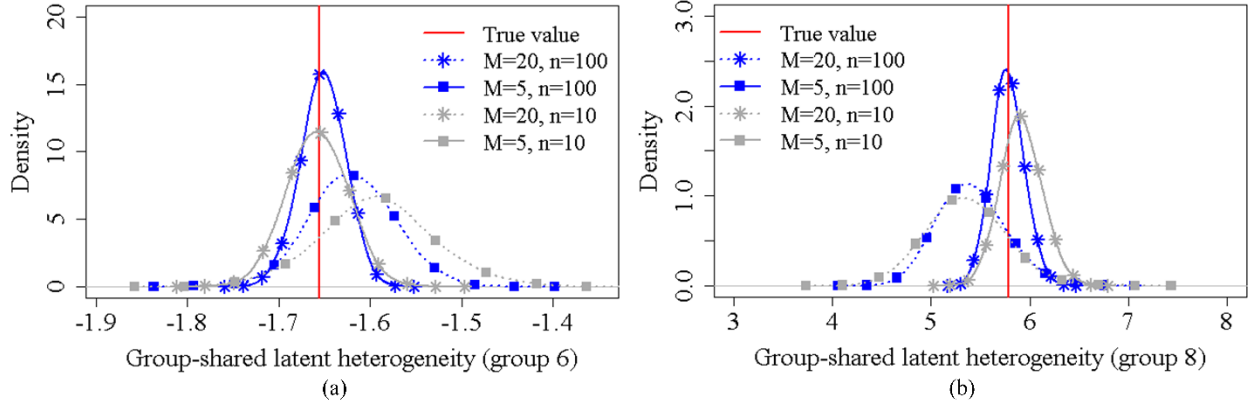 20
15
10
5
0
Density
True value
M=20, n=100
M=5, n=100
M=20, n=10
M=5, n=10
-1.9 -1.8 -1.7 -1.6 -1.5 -1.4
Group-shared latent heterogeneity (group 6)
(a)
3.0
2.0
1.0
0.0
Density
True value
M=20, n=100
M=5, n=100
M=20, n=10
M=5, n=10
3 4 5 6 7 8
Group-shared latent heterogeneity (group 8)
(b)